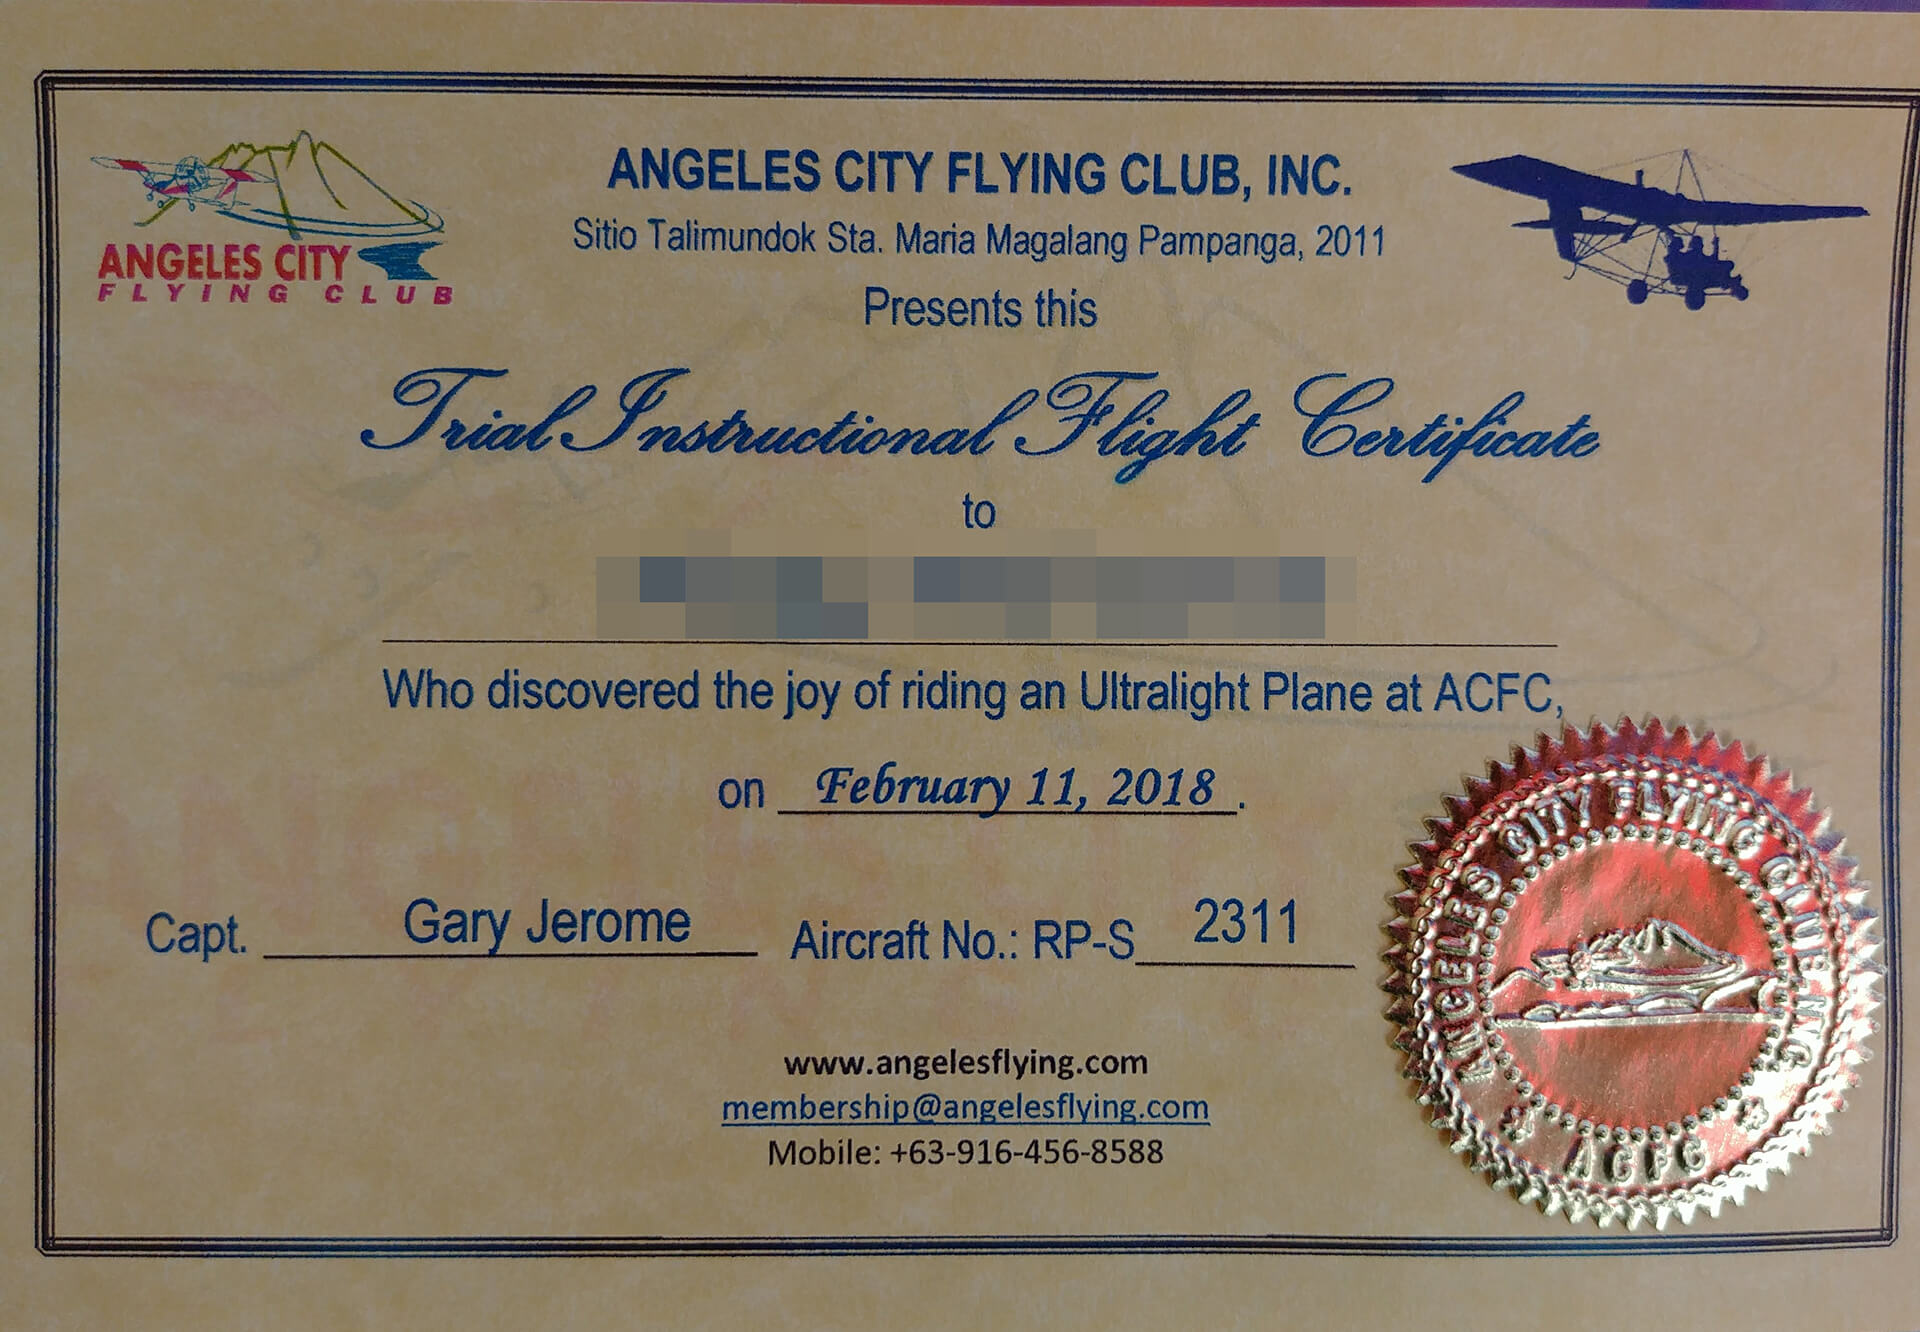 ANGELES CITY
FLYING CLUB
ANGELES CITY FLYING CLUB, INC.
Sitio Talimundok Sta. Maria Magalang Pampanga, 2011
Presents this
Trial Instructional Flight Certificate
to
Who discovered the joy of riding an Ultralight Plane at ACFC,
on February 11, 2018.
Capt. Gary Jerome Aircraft No.: RP-S 2311
www.angelesflying.com
membership@angelesflying.com
Mobile: +63-916-456-8588
ANGELES CITY FLYING CLUB INC
ACFC